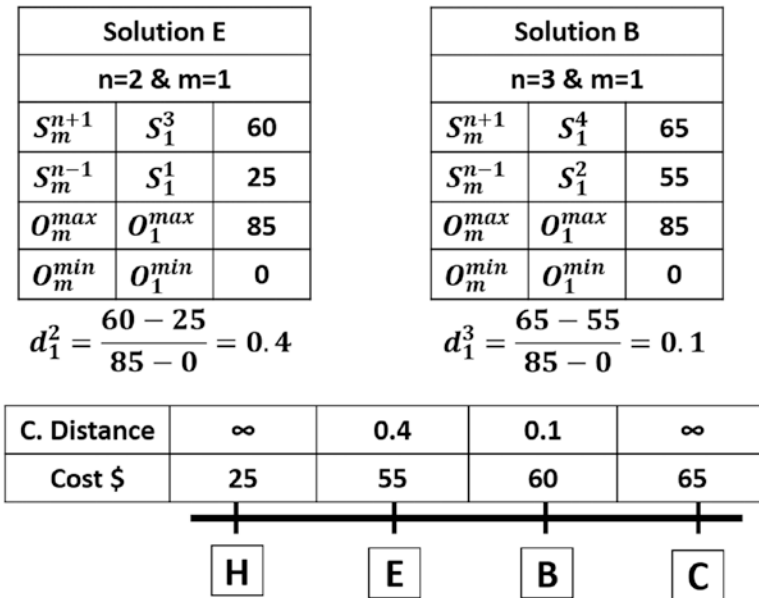 Solution E
n=2 & m=1
S_m^{n+1} S_1^3 60
S_m^{n-1} S_1^1 25
O_m^{max} O_1^{max} 85
O_m^{min} O_1^{min} 0
d_1^2 = \frac{60 - 25}{85 - 0} = 0.4
Solution B
n=3 & m=1
S_m^{n+1} S_1^4 65
S_m^{n-1} S_1^2 55
O_m^{max} O_1^{max} 85
O_m^{min} O_1^{min} 0
d_1^3 = \frac{65 - 55}{85 - 0} = 0.1
C. Distance ∞ 0.4 0.1 ∞
Cost $ 25 55 60 65
H E B C